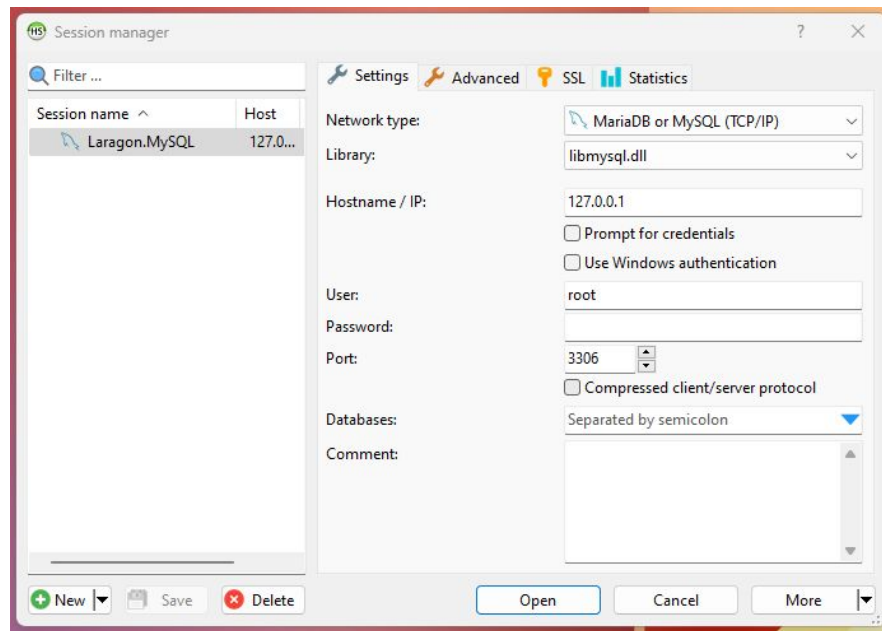 HS Session manager
Filter ...
Settings Advanced SSL Statistics
Session name Host
Laragon.MySQL 127.0...
Network type: MariaDB or MySQL (TCP/IP)
Library: libmysql.dll
Hostname / IP: 127.0.0.1
Prompt for credentials
Use Windows authentication
User: root
Password:
Port: 3306
Compressed client/server protocol
Databases: Separated by semicolon
Comment:
New Save Delete Open Cancel More